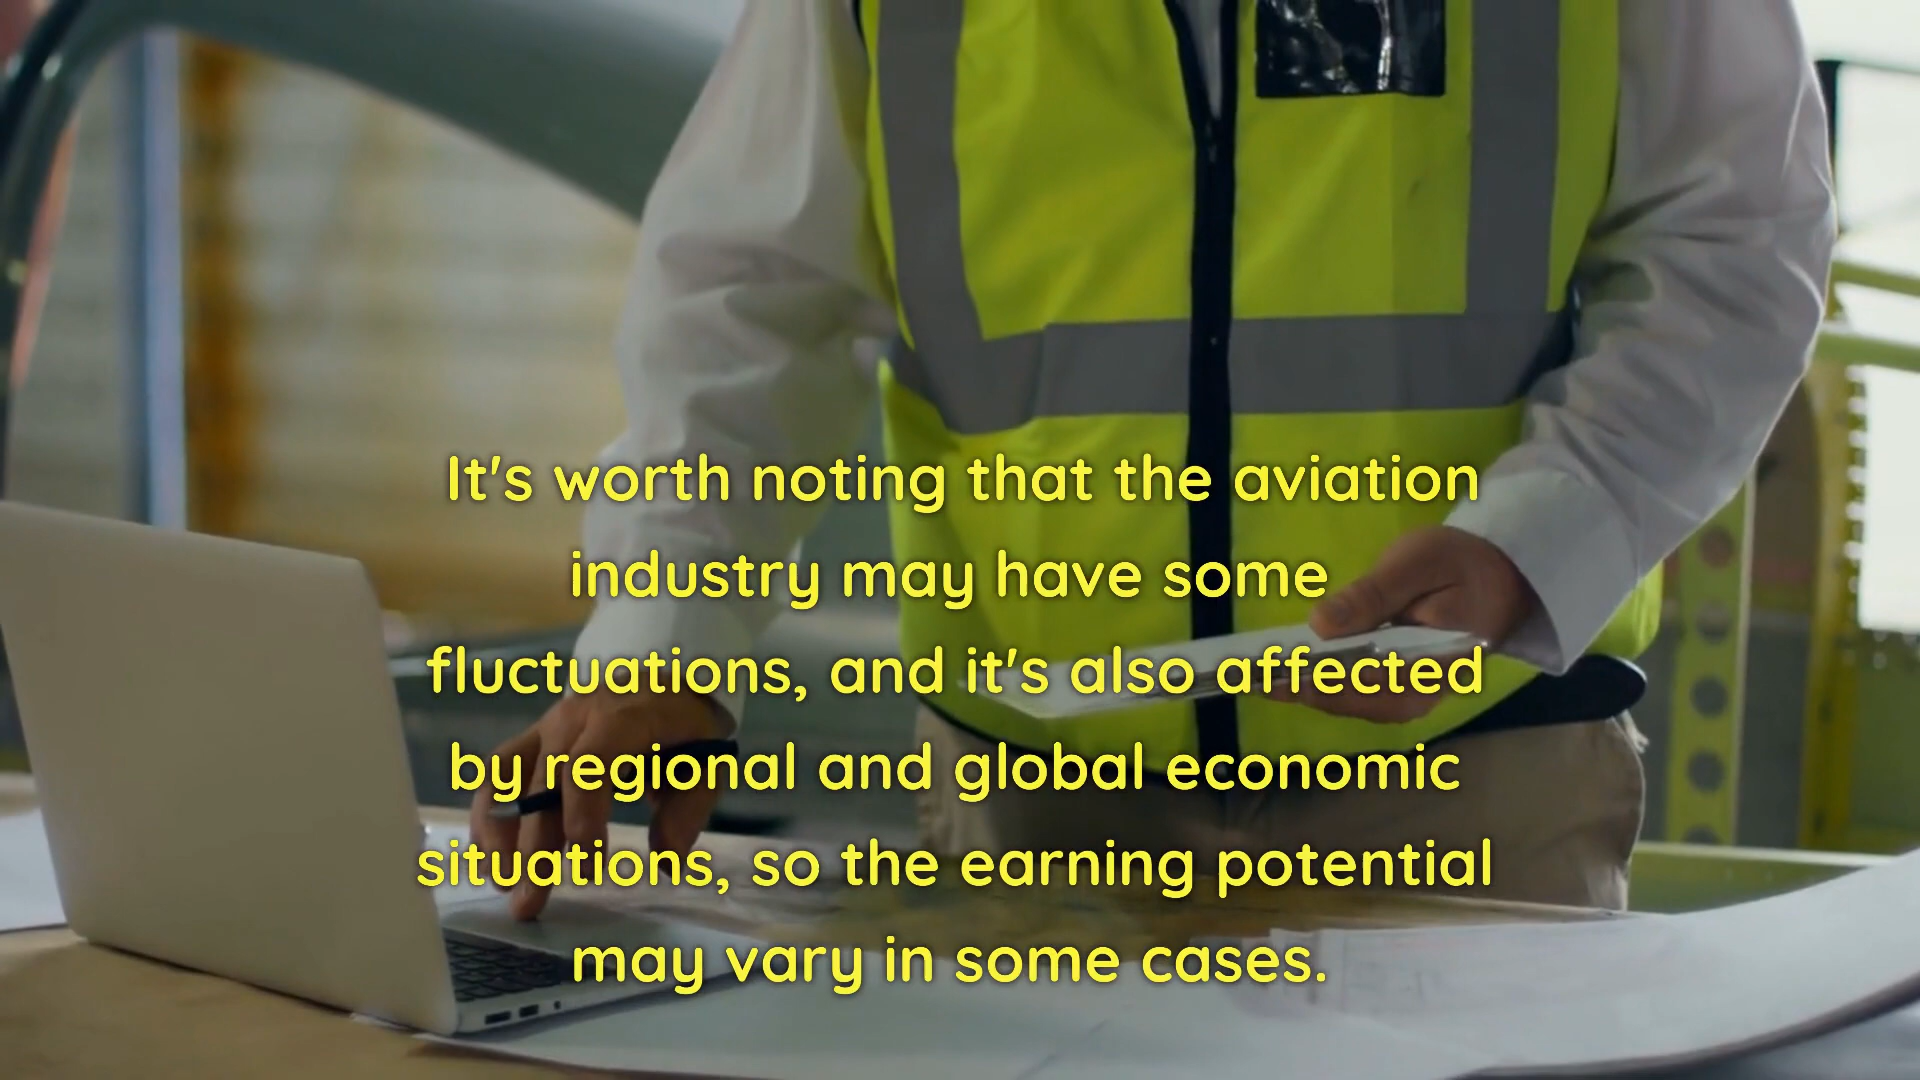 It's worth noting that the aviation
industry may have some
fluctuations, and it's also affected
by regional and global economic
situations, so the earning potential
may vary in some cases.